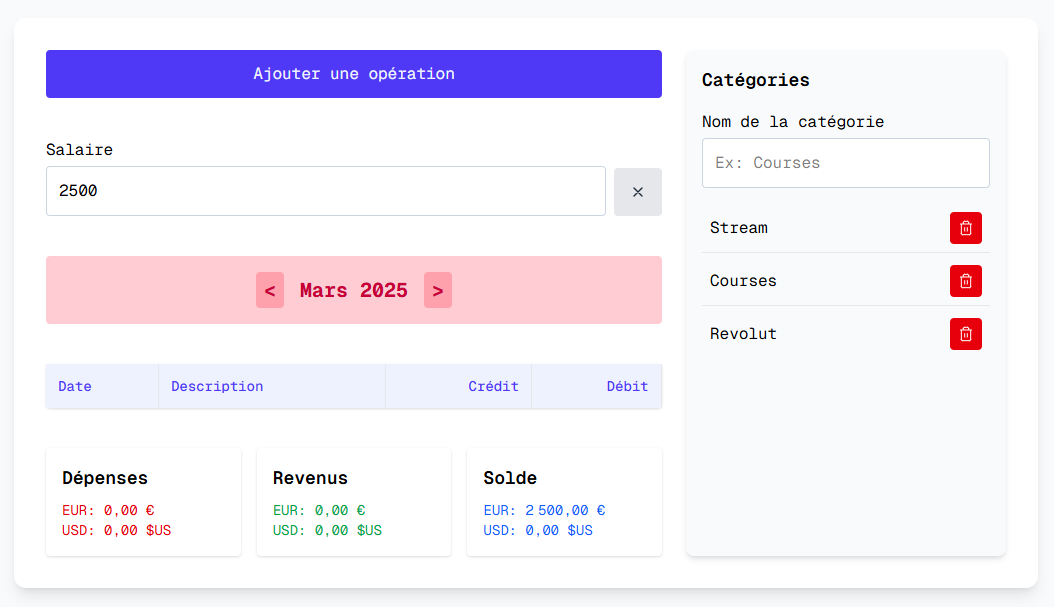 Ajouter une opération
Salaire
2500
< Mars 2025 >
Date Description Crédit Débit
Dépenses
EUR: 0,00 €
USD: 0,00 $US
Revenus
EUR: 0,00 €
USD: 0,00 $US
Solde
EUR: 2 500,00 €
USD: 0,00 $US
Catégories
Nom de la catégorie
Ex: Courses
Stream
Courses
Revolut